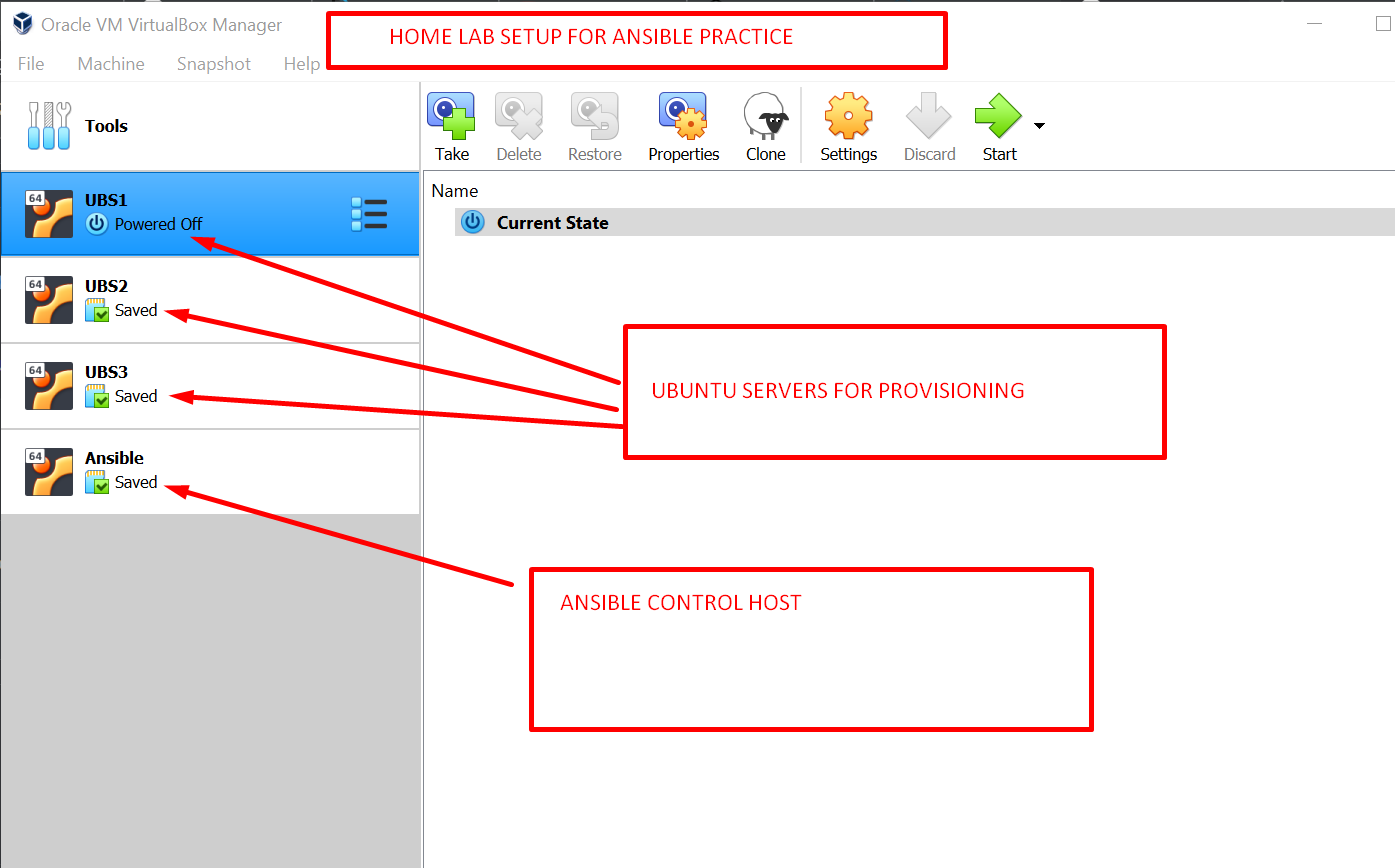 Oracle VM VirtualBox Manager
HOME LAB SETUP FOR ANSIBLE PRACTICE
File Machine Snapshot Help
Tools
Take Delete Restore Properties Clone Settings Discard Start
64 UBS1
Powered Off
64 UBS2
Saved
64 UBS3
Saved
64 Ansible
Saved
Name
Current State
UBUNTU SERVERS FOR PROVISIONING
ANSIBLE CONTROL HOST